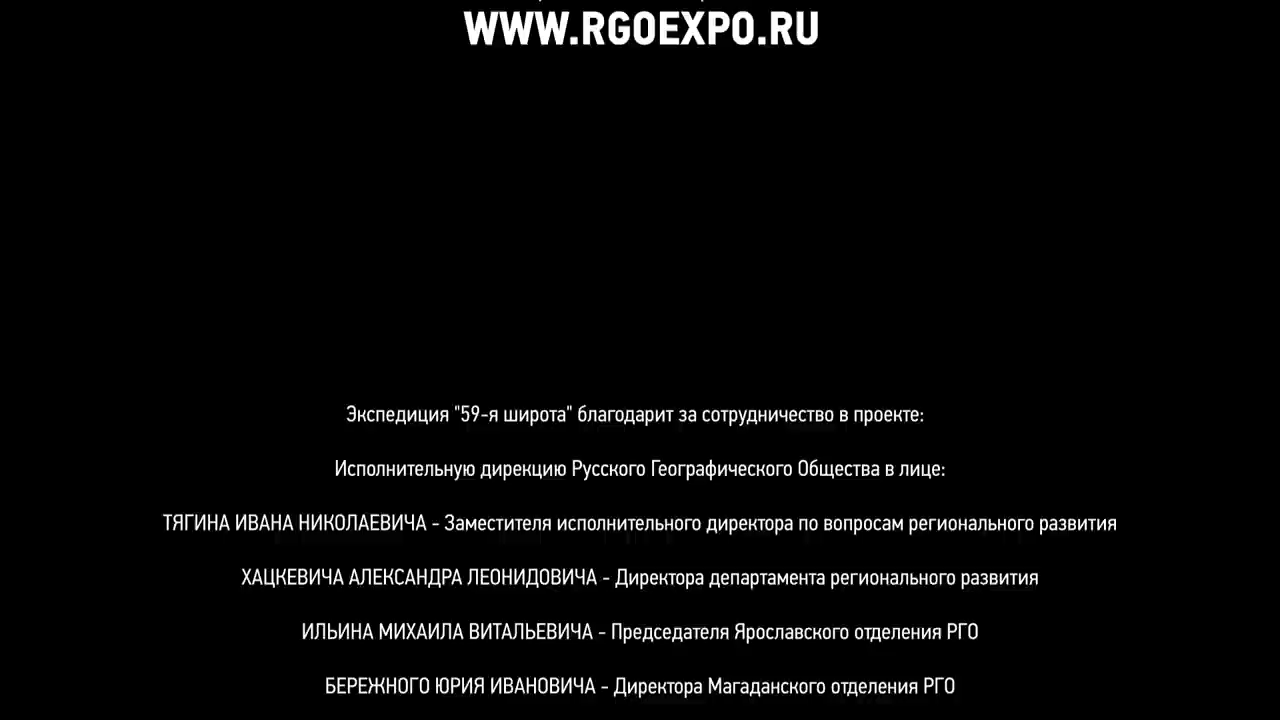 WWW.RGOEXPO.RU
Экспедиция "59-я широта" благодарит за сотрудничество в проекте:
Исполнительную дирекцию Русского Географического Общества в лице:
ТЯГИНА ИВАНА НИКОЛАЕВИЧА - Заместителя исполнительного директора по вопросам регионального развития
ХАЦКЕВИЧА АЛЕКСАНДРА ЛЕОНИДОВИЧА - Директора департамента регионального развития
ИЛЬИНА МИХАИЛА ВИТАЛЬЕВИЧА - Председателя Ярославского отделения РГО
БЕРЕЖНОГО ЮРИЯ ИВАНОВИЧА - Директора Магаданского отделения РГО